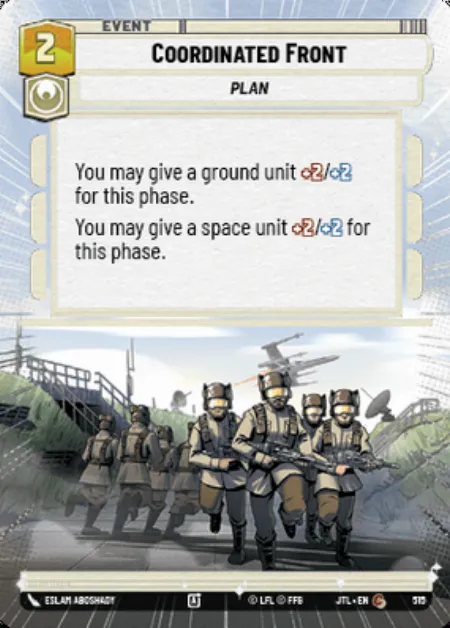 EVENT
2
COORDINATED FRONT
PLAN
You may give a ground unit +2/+2
for this phase.
You may give a space unit +2/+2 for
this phase.
ESLAM ABOSHADY
© LFL © FFG
JTL • EN C
515